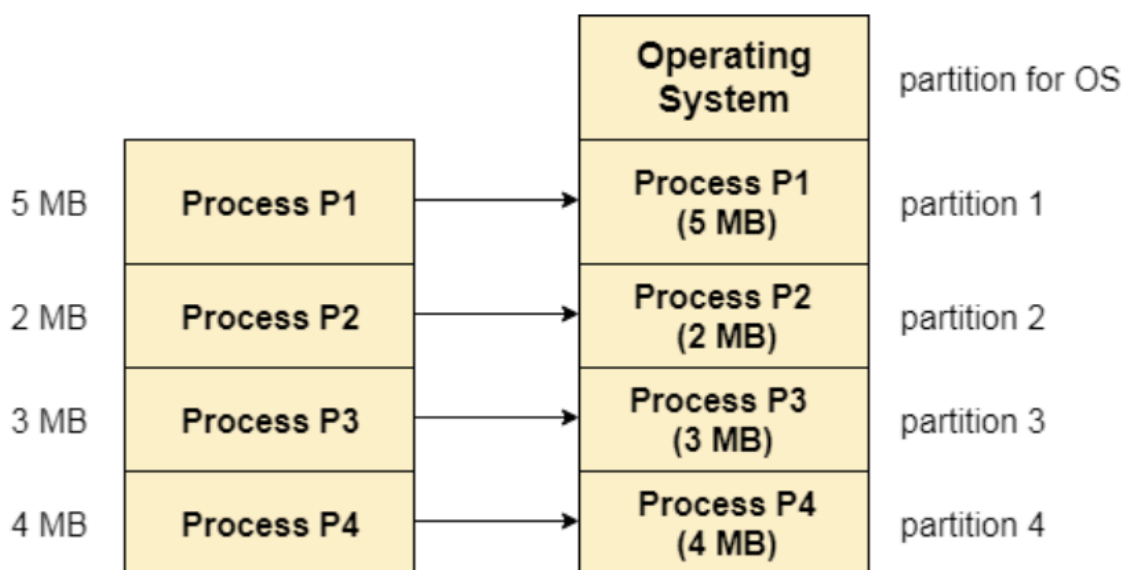 Operating
System
partition for OS
5 MB
Process P1
Process P1
(5 MB)
partition 1
2 MB
Process P2
Process P2
(2 MB)
partition 2
3 MB
Process P3
Process P3
(3 MB)
partition 3
4 MB
Process P4
Process P4
(4 MB)
partition 4